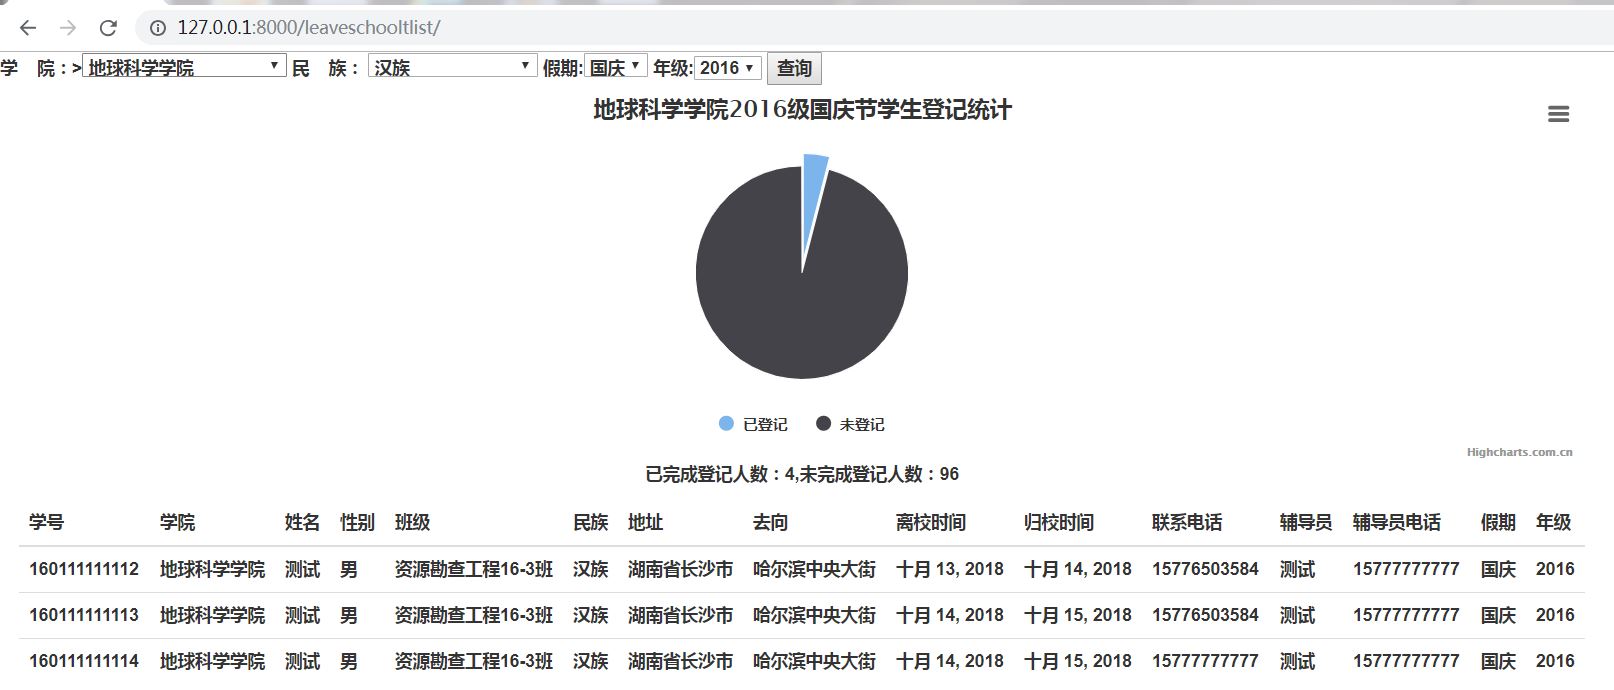 127.0.0.1:8000/leaveschooltlist/
学 院：> 地球科学学院 民 族： 汉族 假期: 国庆 年级: 2016 查询
地球科学学院2016级国庆节学生登记统计
已登记 未登记
Highcharts.com.cn
已完成登记人数：4,未完成登记人数：96
学号 学院 姓名 性别 班级 民族 地址 去向 离校时间 归校时间 联系电话 辅导员 辅导员电话 假期 年级
160111111112 地球科学学院 测试 男 资源勘查工程16-3班 汉族 湖南省长沙市 哈尔滨中央大街 十月 13, 2018 十月 14, 2018 15776503584 测试 15777777777 国庆 2016
160111111113 地球科学学院 测试 男 资源勘查工程16-3班 汉族 湖南省长沙市 哈尔滨中央大街 十月 14, 2018 十月 15, 2018 15776503584 测试 15777777777 国庆 2016
160111111114 地球科学学院 测试 男 资源勘查工程16-3班 汉族 湖南省长沙市 哈尔滨中央大街 十月 14, 2018 十月 15, 2018 15777777777 测试 15777777777 国庆 2016